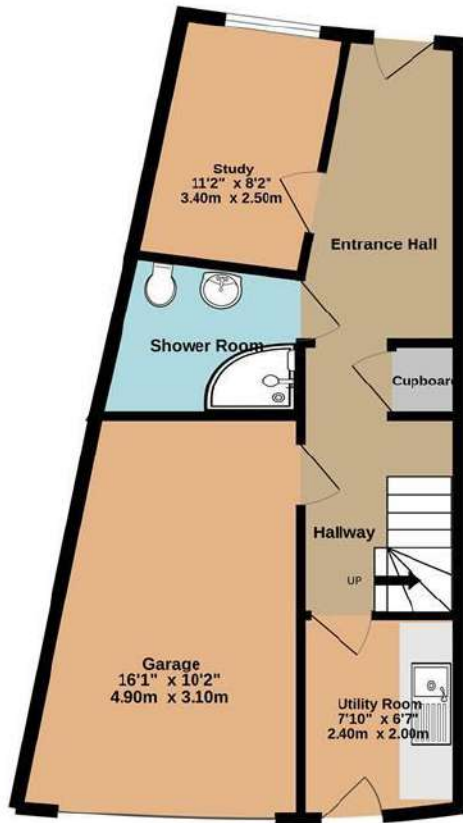 Study
11'2" x 8'2"
3.40m x 2.50m
Entrance Hall
Shower Room
Cupboard
Hallway
UP
Garage
16'1" x 10'2"
4.90m x 3.10m
Utility Room
7'10" x 6'7"
2.40m x 2.00m